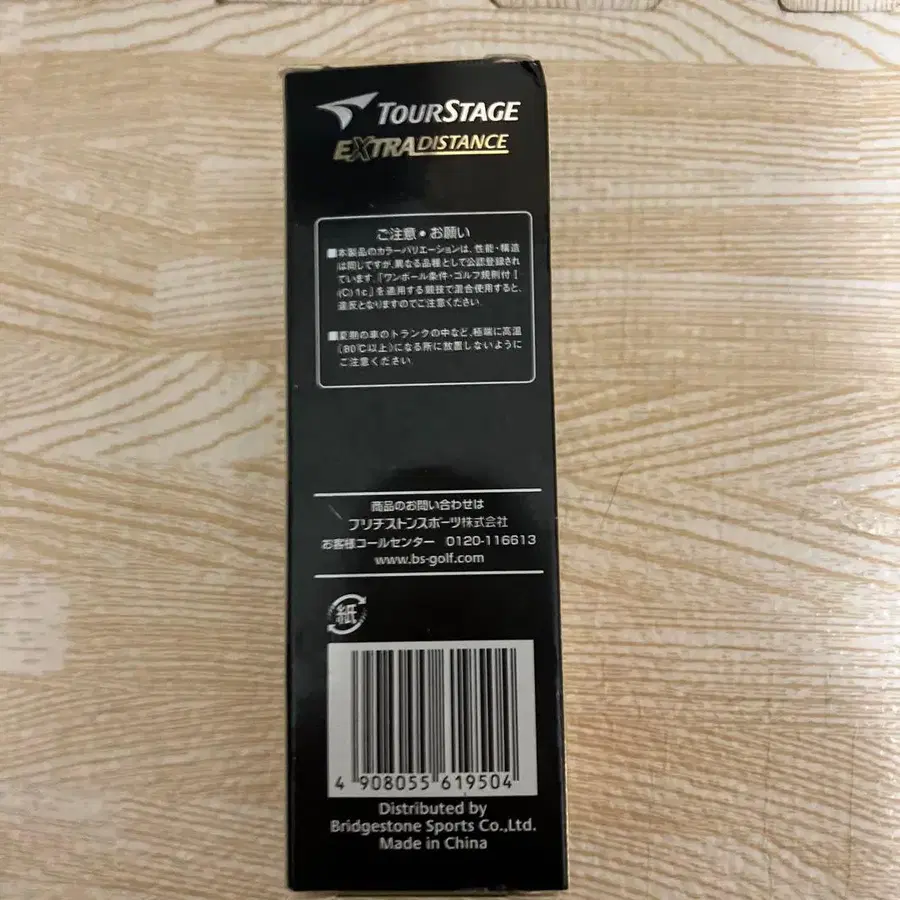 TOURSTAGE
EXTRADISTANCE
ご注意・お願い
■本製品のカラーバリエーションは、性能・構造
は同じですが、異なる品種として公認登録され
ています。『ワンボール条件・ゴルフ規則付Ⅰ
(C)1c』を適用する競技で混合使用すると、
違反となりますのでご注意ください。
■夏期の車のトランクの中など、極端に高温
(80℃以上)になる所に放置しないように
ご注意ください。
商品のお問い合わせは
ブリヂストンスポーツ株式会社
お客様コールセンター 0120-116613
www.bs-golf.com
紙
4 908055 619504
Distributed by
Bridgestone Sports Co.,Ltd.
Made in China